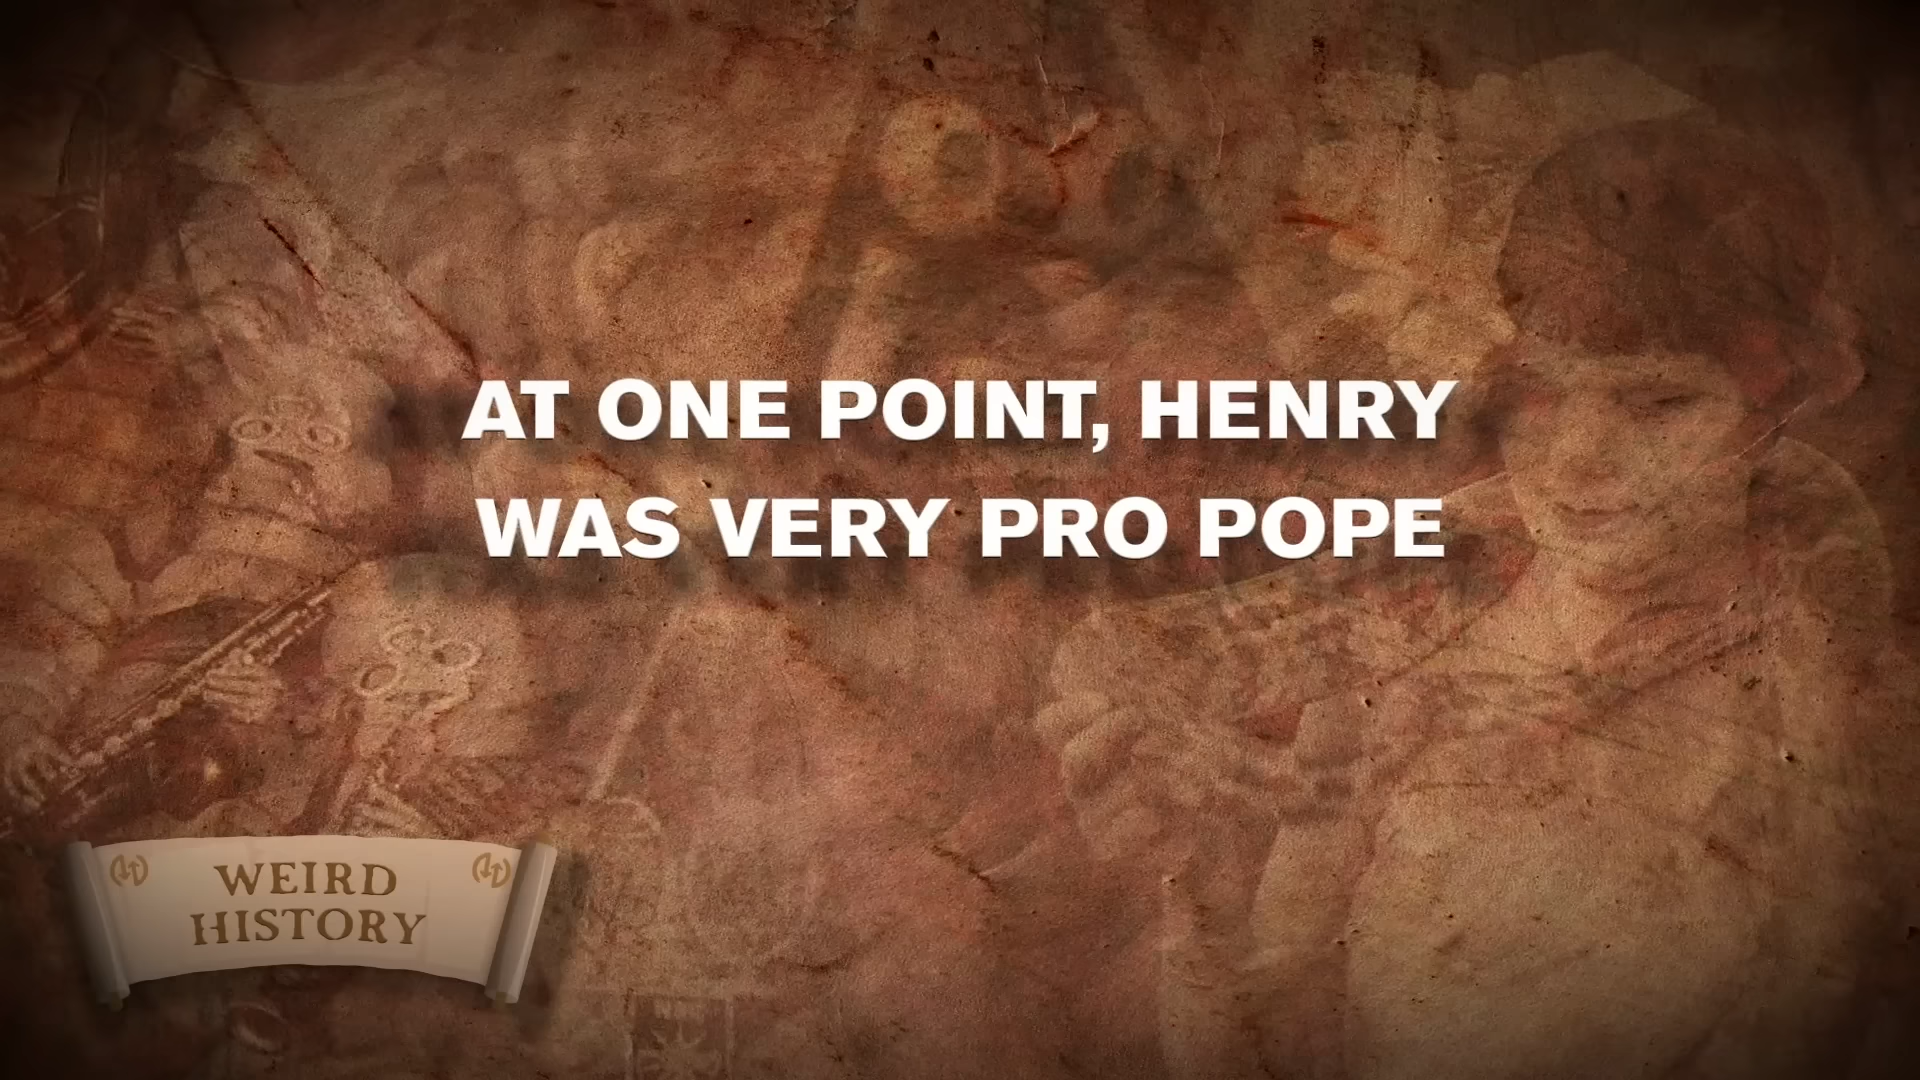 AT ONE POINT, HENRY
WAS VERY PRO POPE
WEIRD
HISTORY